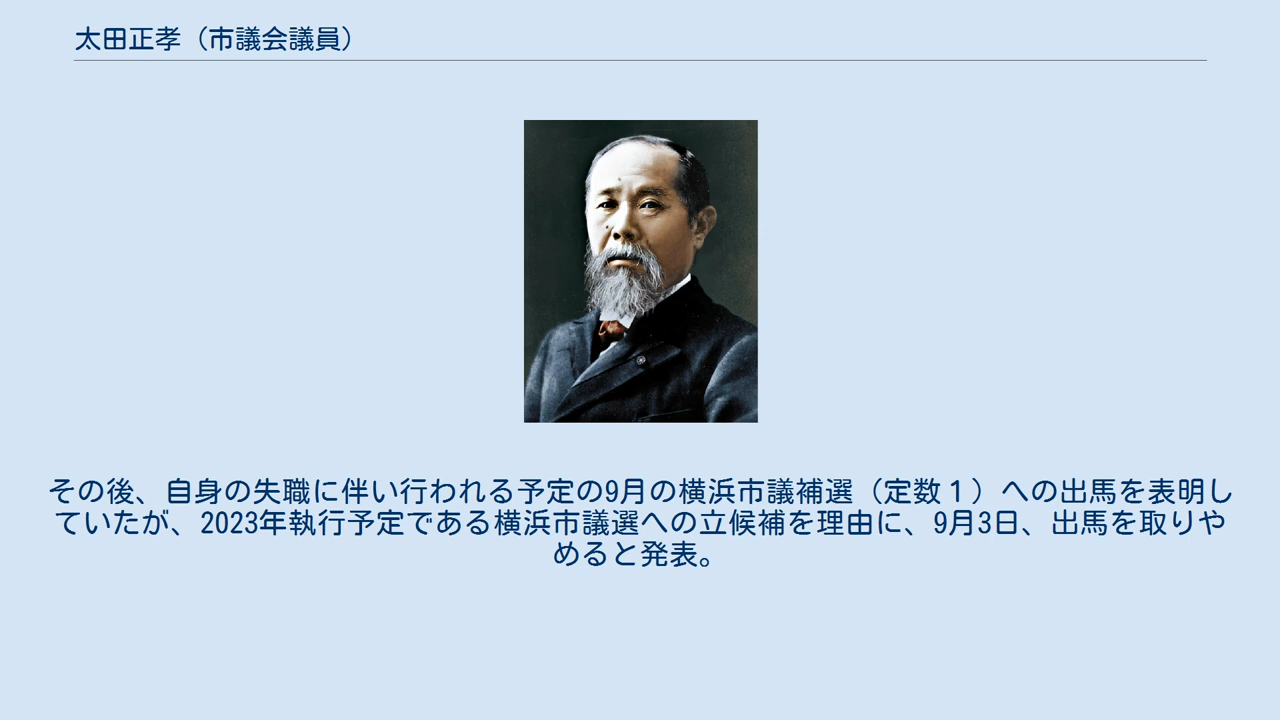 太田正孝（市議会議員）
その後、自身の失職に伴い行われる予定の9月の横浜市議補選（定数１）への出馬を表明し
ていたが、2023年執行予定である横浜市議選への立候補を理由に、9月3日、出馬を取りや
めると発表。